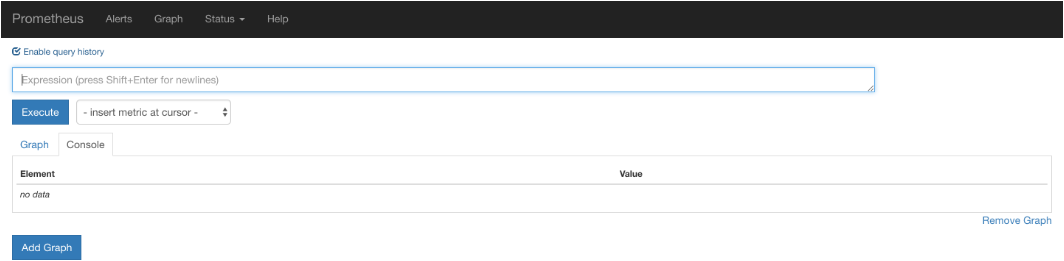 Prometheus Alerts Graph Status Help
Enable query history
Expression (press Shift+Enter for newlines)
Execute - insert metric at cursor -
Graph Console
Element Value
no data
Remove Graph
Add Graph